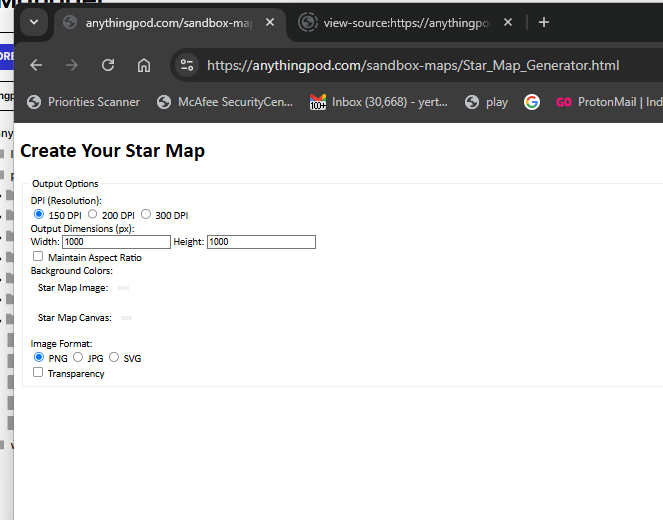 anythingpod.com/sandbox-map
view-source:https://anythingpo
https://anythingpod.com/sandbox-maps/Star_Map_Generator.html
Priorities Scanner
McAfee SecurityCen...
100+
Inbox (30,668) - yert...
play
G
GO
ProtonMail | Ind
Create Your Star Map
Output Options
DPI (Resolution):
150 DPI 200 DPI 300 DPI
Output Dimensions (px):
Width: 1000 Height: 1000
Maintain Aspect Ratio
Background Colors:
Star Map Image:
Star Map Canvas:
Image Format:
PNG JPG SVG
Transparency